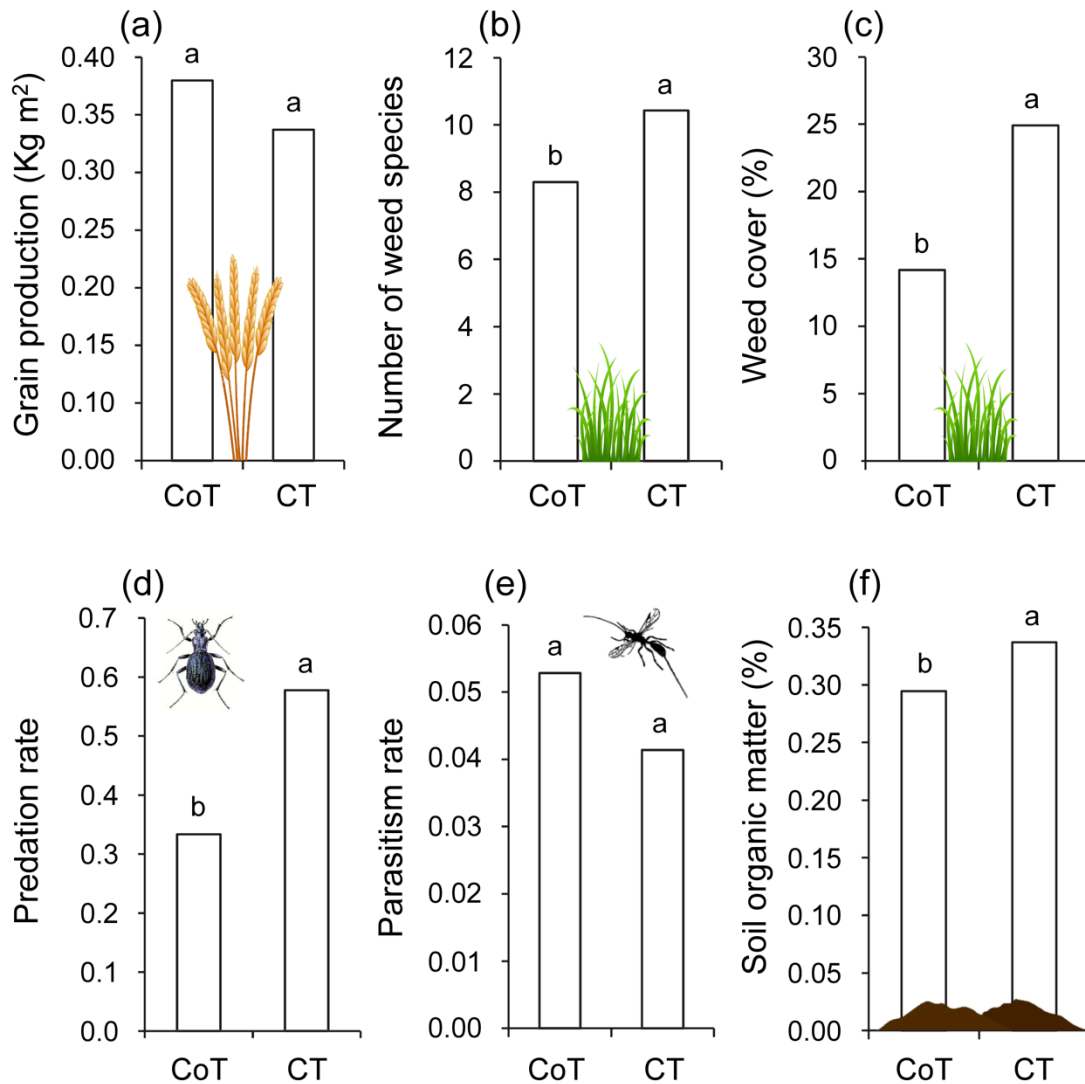 (a)
Grain production (Kg m²)
0.40
0.35
0.30
0.25
0.20
0.15
0.10
0.05
0.00
a
a
CoT
CT
(b)
Number of weed species
12
10
8
6
4
2
0
b
a
CoT
CT
(c)
Weed cover (%)
30
25
20
15
10
5
0
b
a
CoT
CT
(d)
Predation rate
0.7
0.6
0.5
0.4
0.3
0.2
0.1
0.0
b
a
CoT
CT
(e)
Parasitism rate
0.06
0.05
0.04
0.03
0.02
0.01
0.00
a
a
CoT
CT
(f)
Soil organic matter (%)
0.35
0.30
0.25
0.20
0.15
0.10
0.05
0.00
b
a
CoT
CT